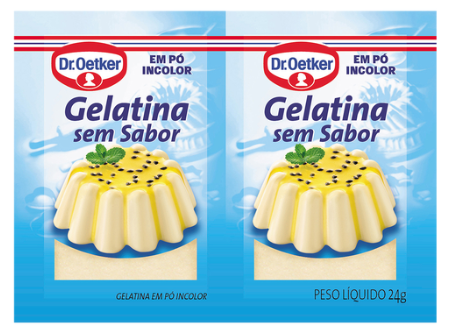 Dr.Oetker
EM PÓ
INCOLOR
Gelatina
sem Sabor
GELATINA EM PÓ INCOLOR
Dr.Oetker
EM PÓ
INCOLOR
Gelatina
sem Sabor
PESO LÍQUIDO 24g